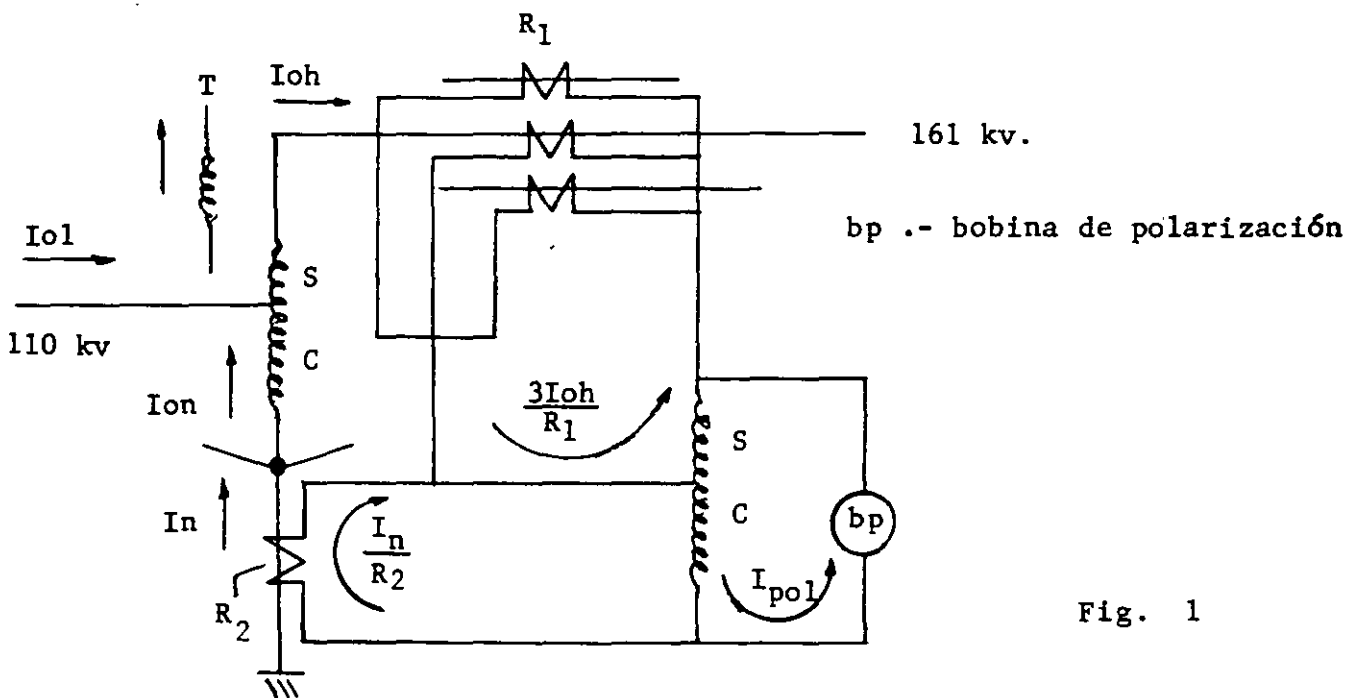 R1
Ioh
T
161 kv.
bp .- bobina de polarización
Iol
S
110 kv
C
Ion
3Ioh
R1
S
In
In
R2
C
bp
R2
Ipol
Fig. 1